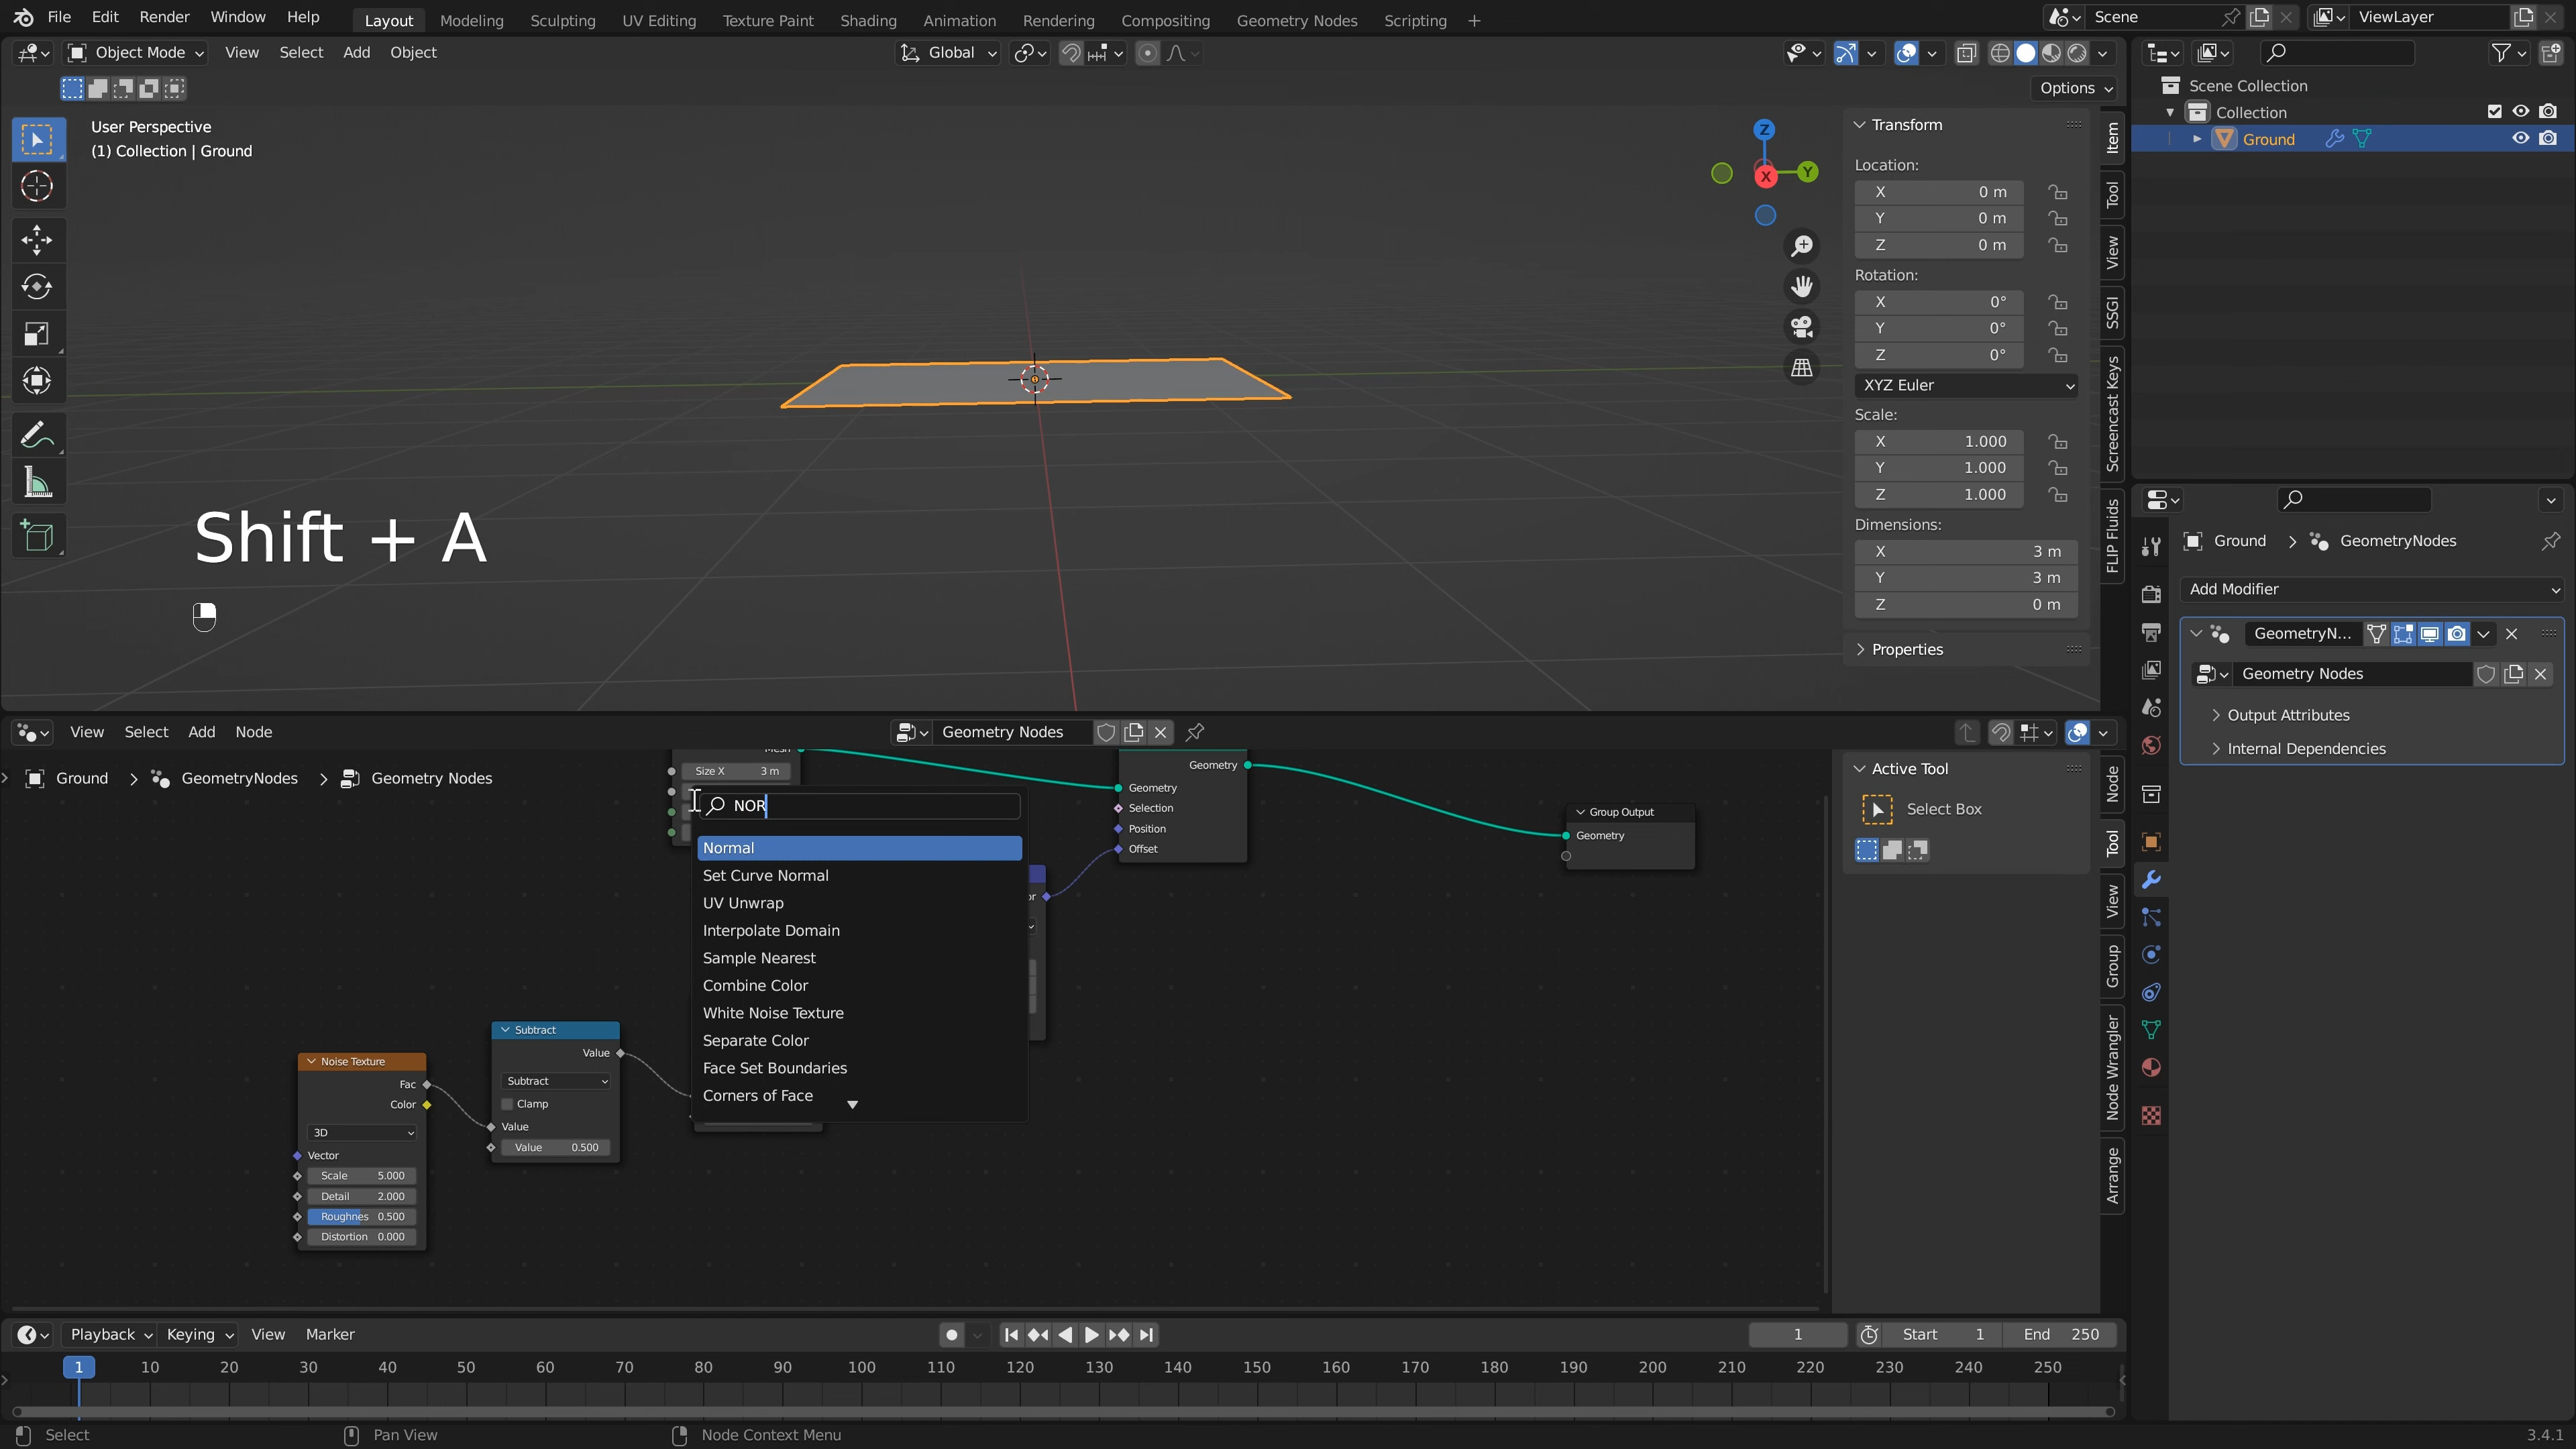 File Edit Render Window Help Layout Modeling Sculpting UV Editing Texture Paint Shading Animation Rendering Compositing Geometry Nodes Scripting + Scene ViewLayer
Object Mode View Select Add Object Global
Options
User Perspective
(1) Collection | Ground
Z
Y
X
Shift + A
Transform
Location:
X 0 m
Y 0 m
Z 0 m
Rotation:
X 0°
Y 0°
Z 0°
XYZ Euler
Scale:
X 1.000
Y 1.000
Z 1.000
Dimensions:
X 3 m
Y 3 m
Z 0 m
Properties
Item
Tool
View
SSGI
Screencast Keys
FLIP Fluids
Scene Collection
Collection
Ground
Ground > GeometryNodes
Add Modifier
GeometryN...
Geometry Nodes
Output Attributes
Internal Dependencies
View Select Add Node Geometry Nodes
Ground > GeometryNodes > Geometry Nodes
Mesh
Size X 3 m
NOR
Normal
Set Curve Normal
UV Unwrap
Interpolate Domain
Sample Nearest
Combine Color
White Noise Texture
Separate Color
Face Set Boundaries
Corners of Face
Geometry
Geometry
Selection
Position
Offset
Group Output
Geometry
Noise Texture
Fac
Color
3D
Vector
Scale 5.000
Detail 2.000
Roughnes 0.500
Distortion 0.000
Subtract
Value
Subtract
Clamp
Value
Value 0.500
Active Tool
Select Box
Node
Tool
View
Group
Node Wrangler
Arrange
Playback Keying View Marker 1 Start 1 End 250
1 10 20 30 40 50 60 70 80 90 100 110 120 130 140 150 160 170 180 190 200 210 220 230 240 250
Select Pan View Node Context Menu 3.4.1